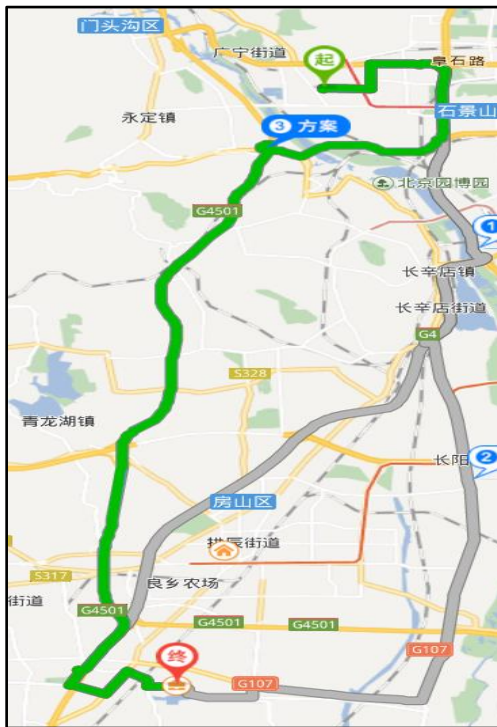 门头沟区
广宁街道
起
阜石路
石景山
永定镇
3 方案
北京园博园
G4501
1
长辛店镇
长辛店街道
G4
S328
青龙湖镇
长阳
2
房山区
拱辰街道
S317
良乡农场
街道
G4501
G4501
G4501
终
G107
G107